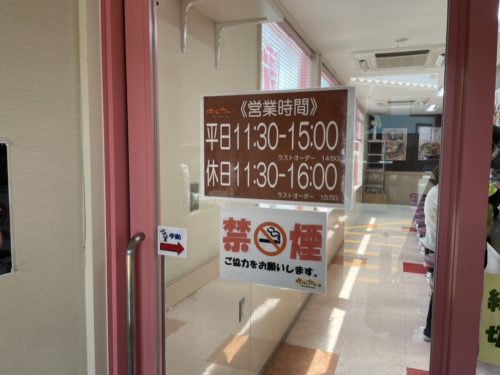 《営業時間》
平日11:30-15:00
ラストオーダー 14:50
休日11:30-16:00
ラストオーダー 15:50
手動
禁煙
ご協力をお願いします。